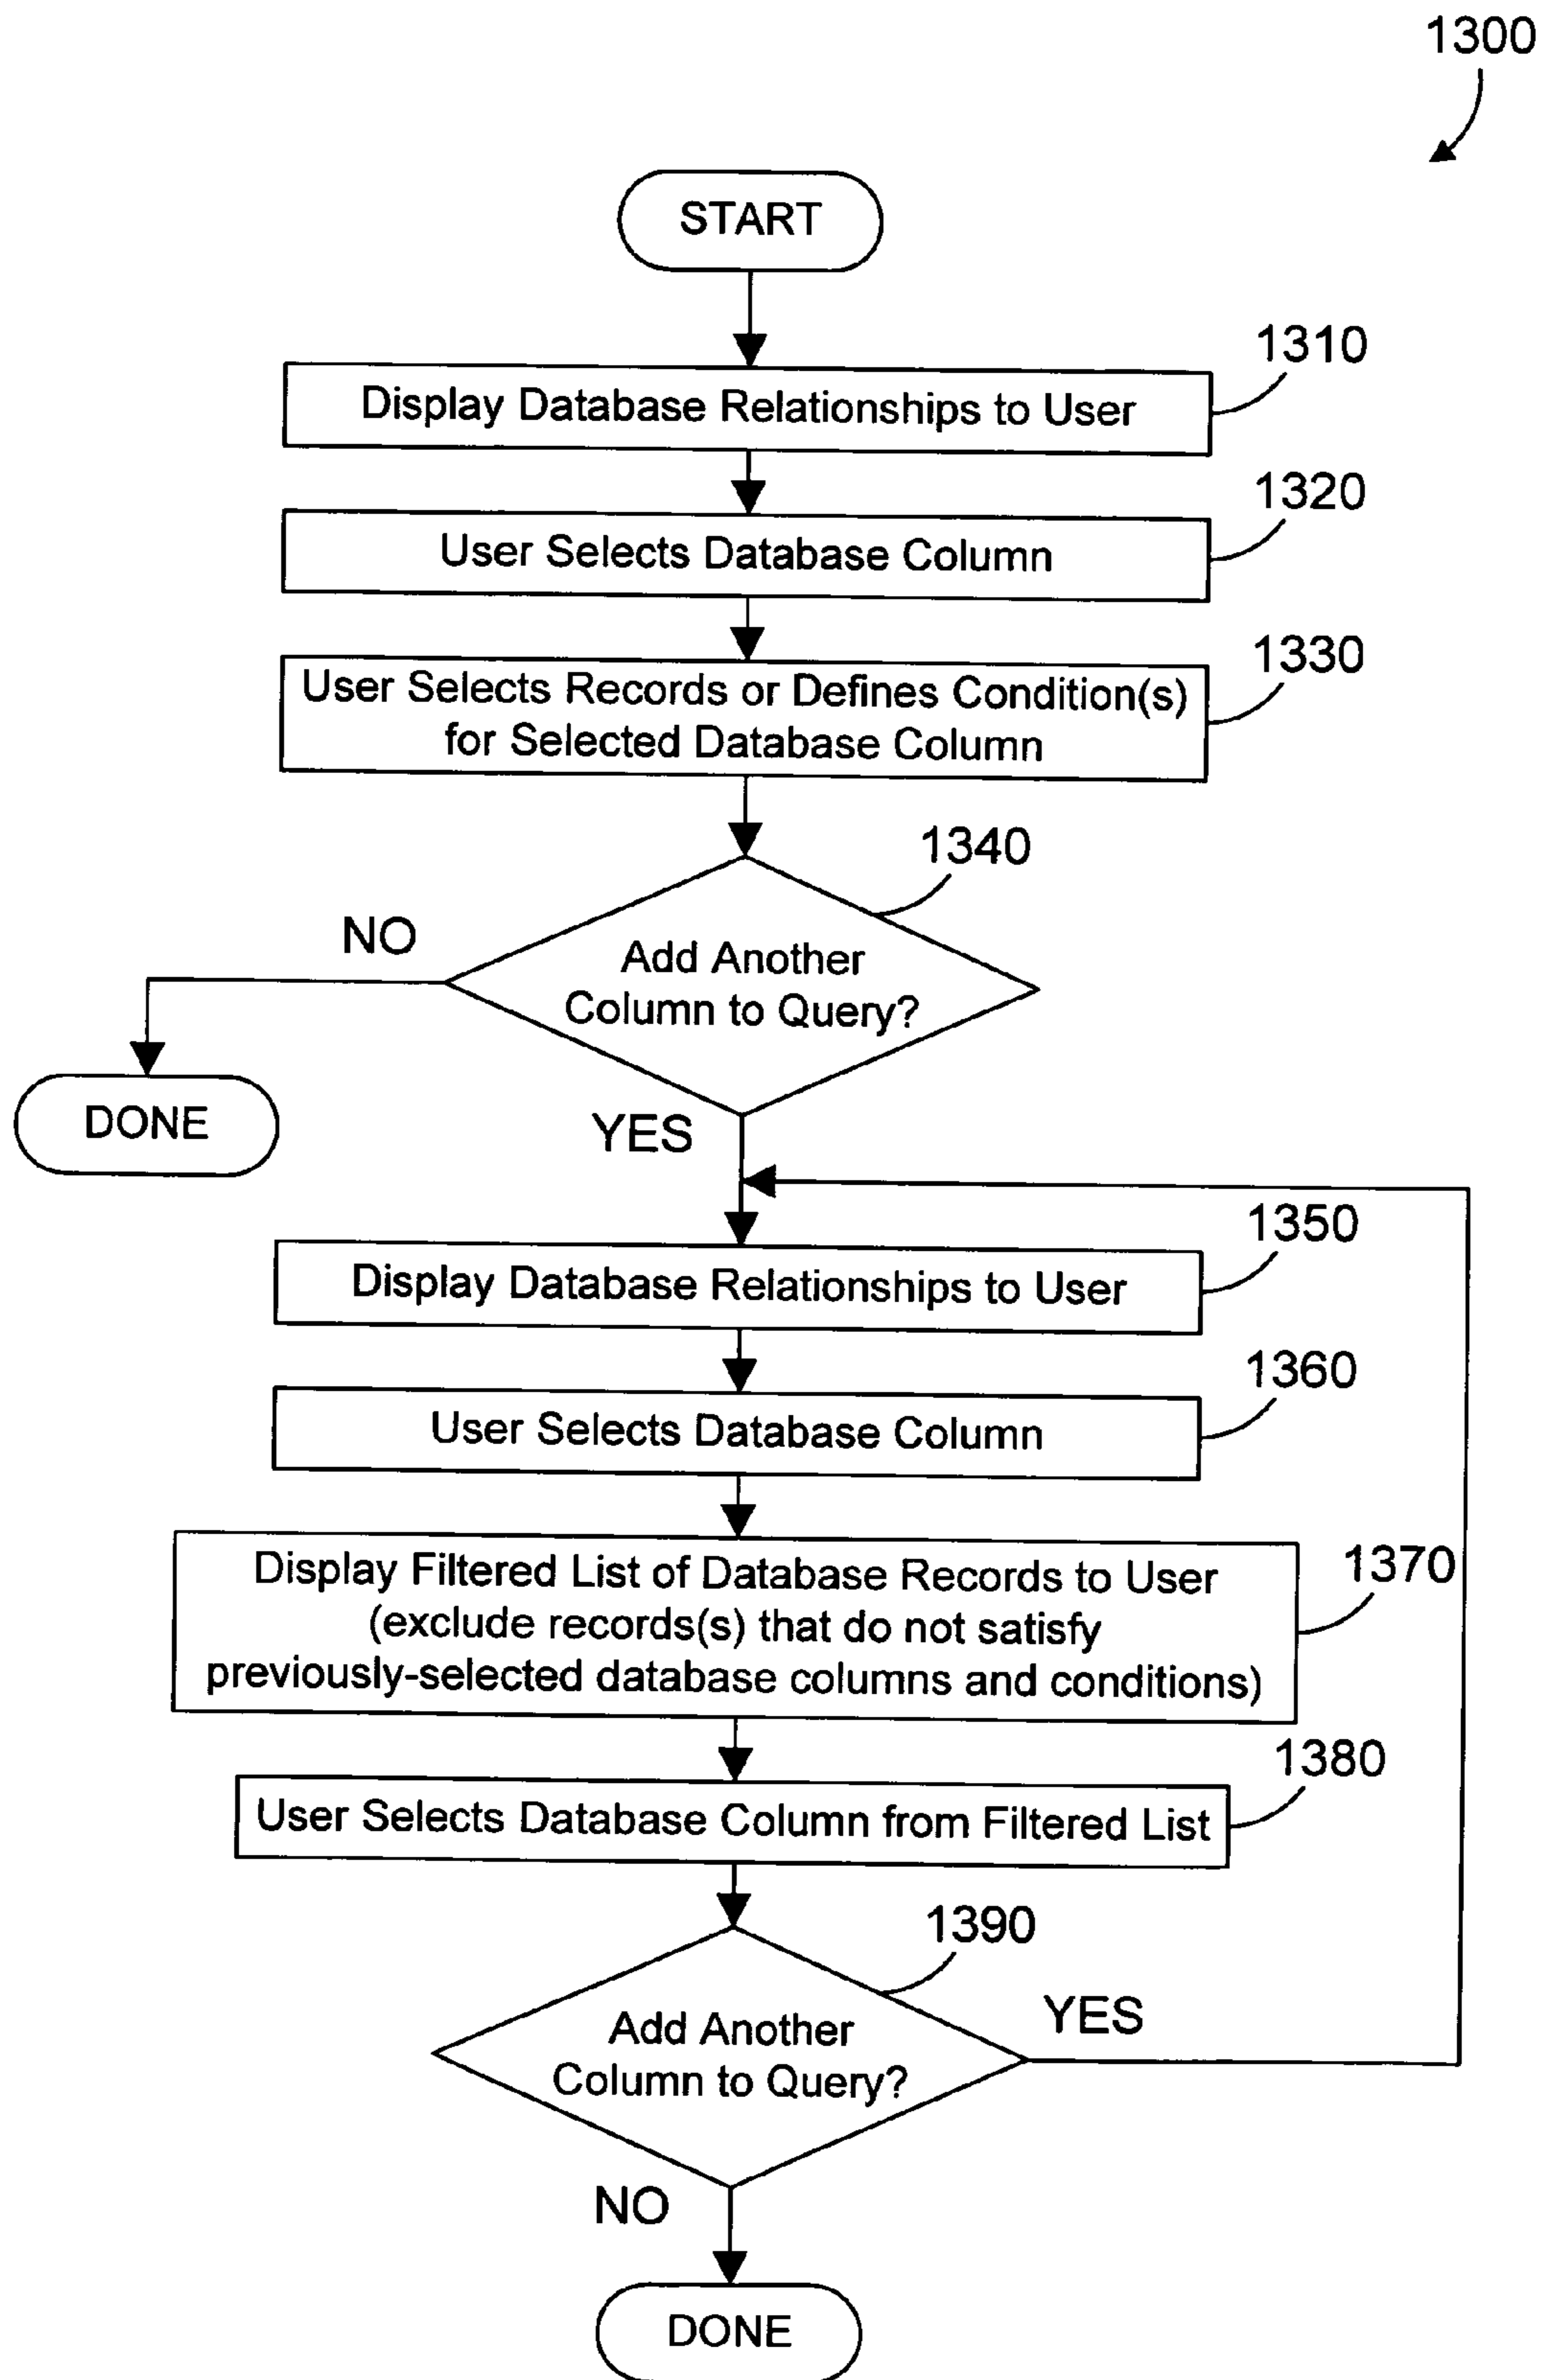 1300
START
1310
Display Database Relationships to User
1320
User Selects Database Column
1330
User Selects Records or Defines Condition(s)
for Selected Database Column
1340
Add Another
Column to Query?
NO
DONE
YES
1350
Display Database Relationships to User
1360
User Selects Database Column
1370
Display Filtered List of Database Records to User
(exclude records(s) that do not satisfy
previously-selected database columns and conditions)
1380
User Selects Database Column from Filtered List
1390
Add Another
Column to Query?
YES
NO
DONE